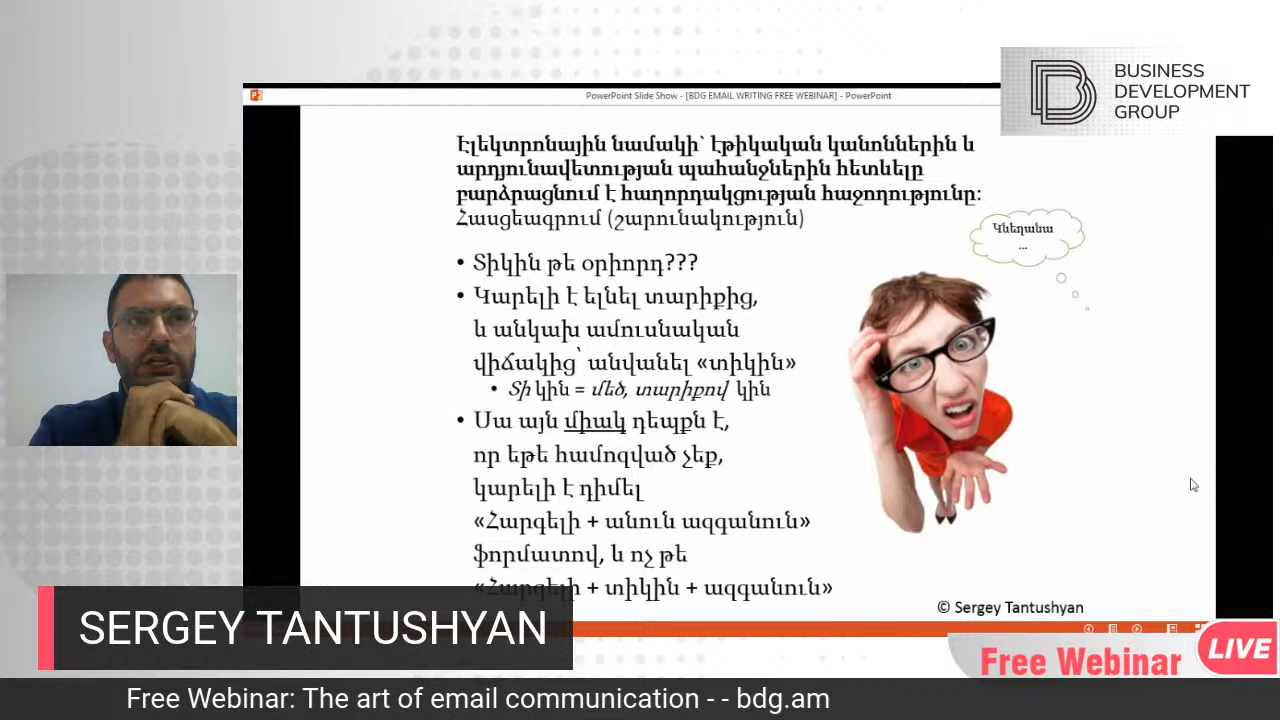 BUSINESS
DEVELOPMENT
GROUP
PowerPoint Slide Show - [BDG EMAIL WRITING FREE WEBINAR] - PowerPoint
Էլեկտրոնային նամակի՝ էթիկական կանոններին և
արդյունավետության պահանջներին հետևելը
բարձրացնում է հաղորդակցության հաջողությունը:
Հասցեագրում (շարունակություն)
Կնեղանա
...
• Տիկին թե օրիորդ???
• Կարելի է ելնել տարիքից,
և անկախ ամուսնական
վիճակից՝ անվանել «տիկին»
• Տի կին = մեծ, տարիքով կին
• Սա այն միակ դեպքն է,
որ եթե համոզված չեք,
կարելի է դիմել
«Հարգելի + անուն ազգանուն»
ֆորմատով, և ոչ թե
«Հարգելի + տիկին + ազգանուն»
© Sergey Tantushyan
SERGEY TANTUSHYAN
Free Webinar
LIVE
Free Webinar: The art of email communication - - bdg.am